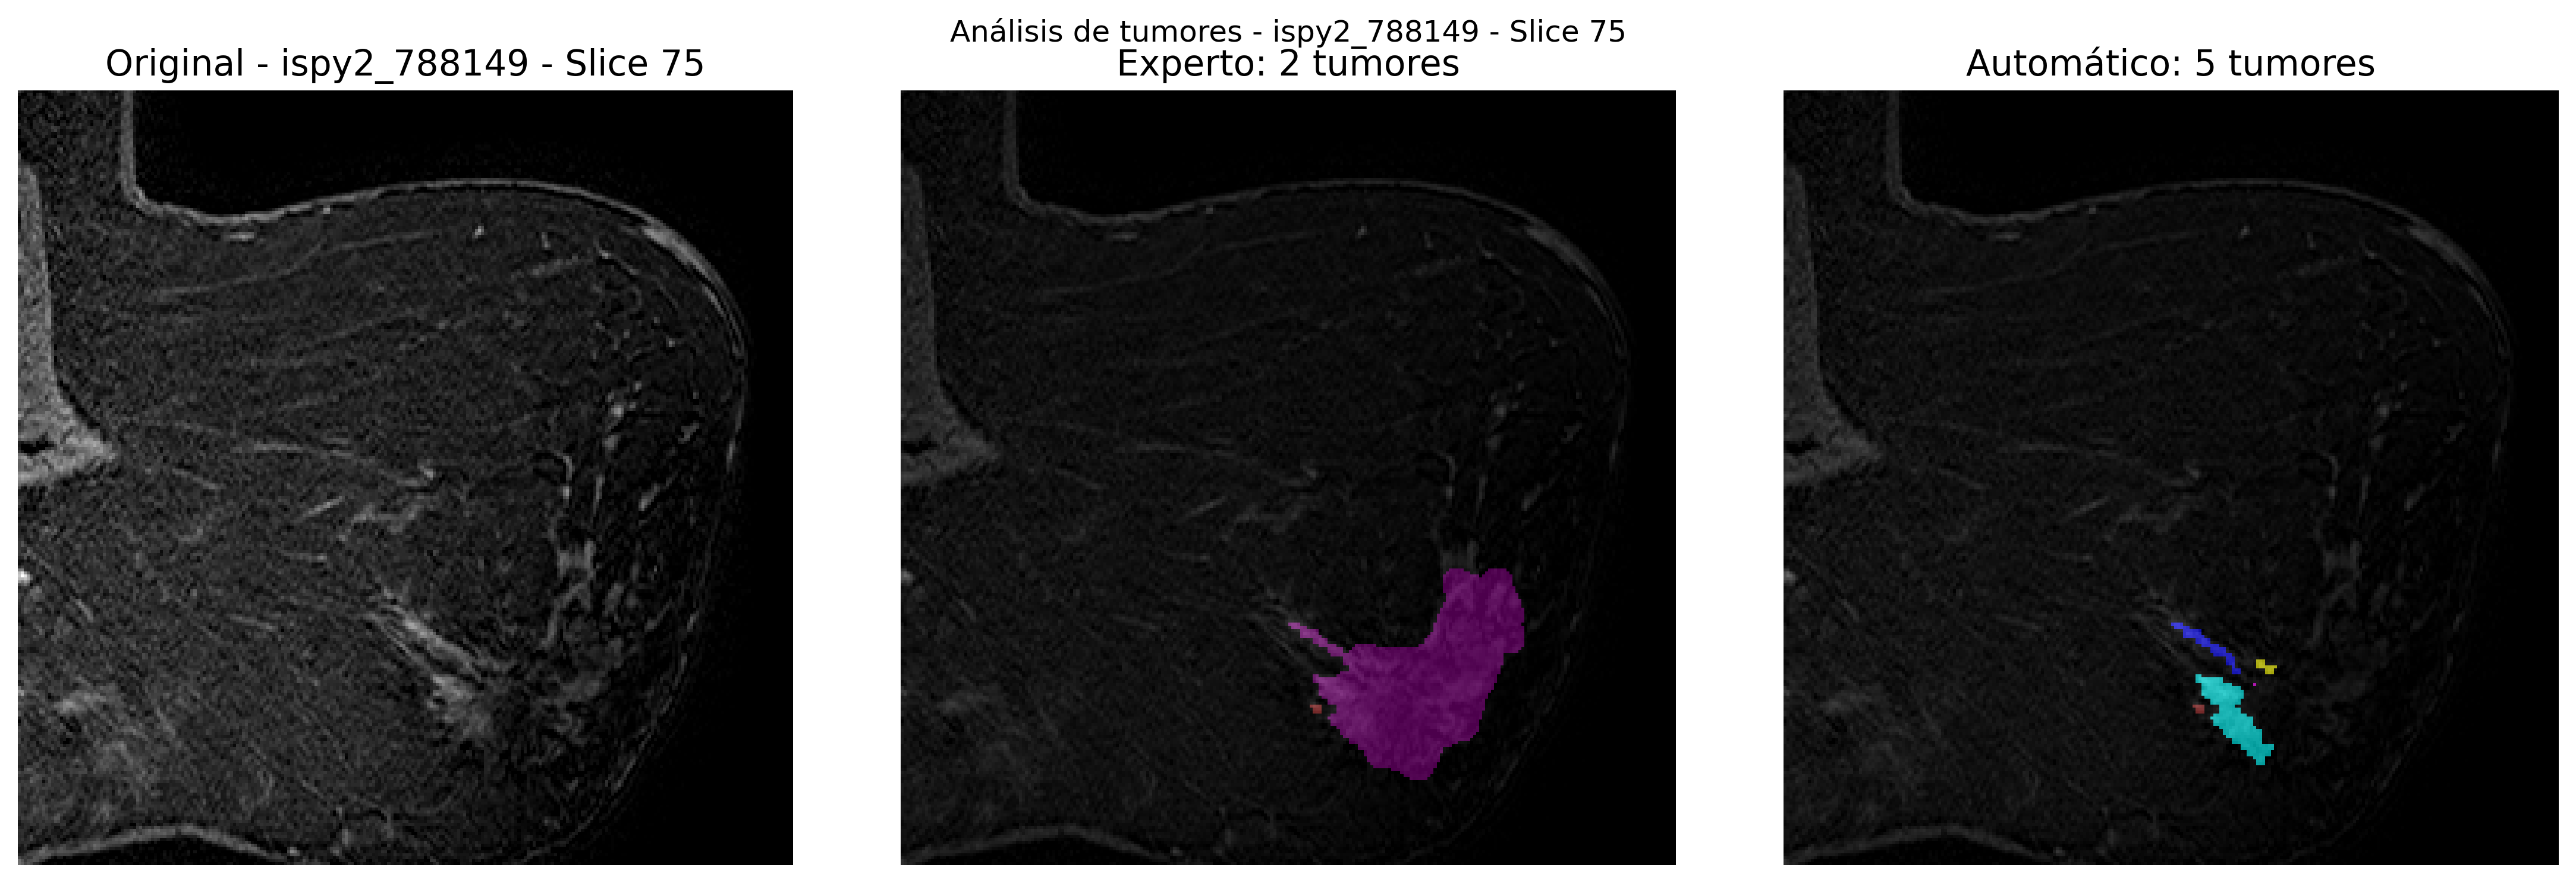 Análisis de tumores - ispy2_788149 - Slice 75
Original - ispy2_788149 - Slice 75
Experto: 2 tumores
Automático: 5 tumores